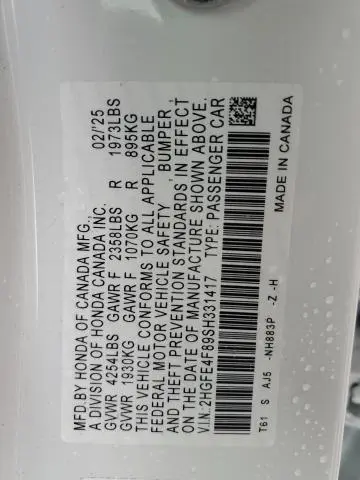 MFD.BY HONDA OF CANADA MFG., 02/'25
A DIVISION OF HONDA CANADA INC.
GVWR 4254LBS GAWR F 2358LBS R 1973LBS
GVWR 1930KG GAWR F 1070KG R 895KG
THIS VEHICLE CONFORMS TO ALL APPLICABLE
FEDERAL MOTOR VEHICLE SAFETY , BUMPER ,
AND THEFT PREVENTION STANDARDS IN EFFECT
ON THE DATE OF MANUFACTURE SHOWN ABOVE.
V.I.N.:2HGFE4F89SH331417 TYPE: PASSENGER CAR
T61 S AJ5 -NH883P -Z -H
MADE IN CANADA